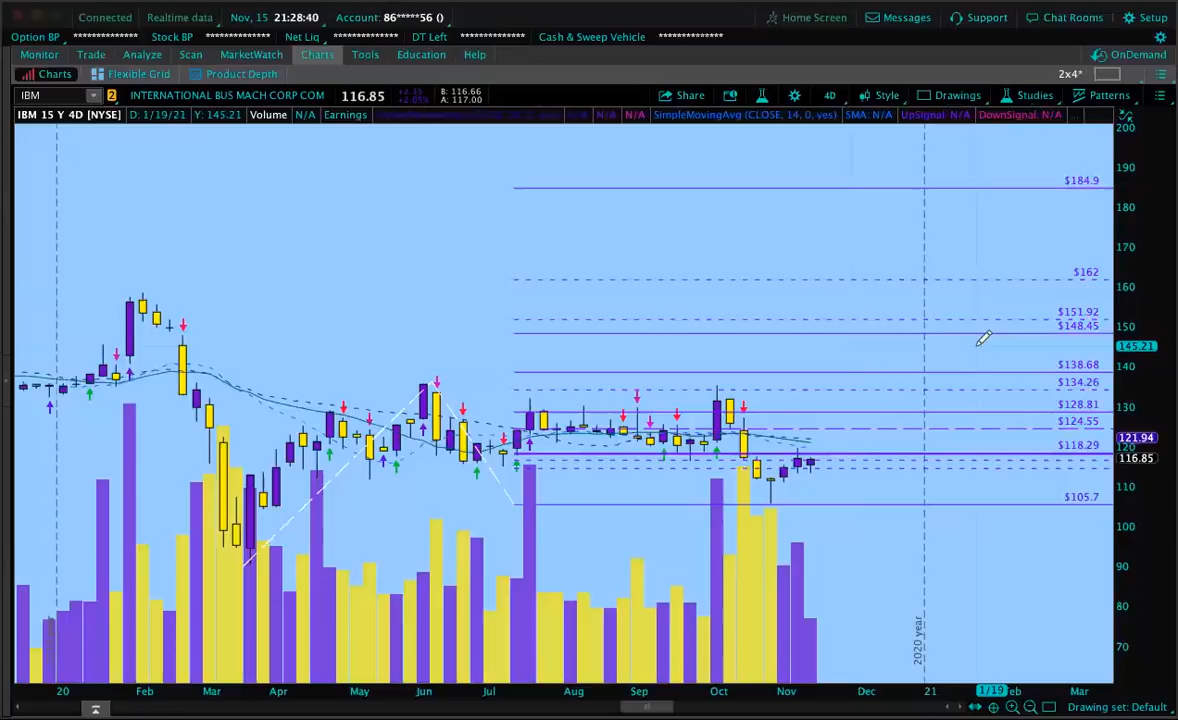 Connected Realtime data Nov, 15 21:28:40 Account: 86*****56 () Home Screen Messages Support Chat Rooms Setup
Option BP ************** Stock BP ************** Net Liq ************** DT Left ************** Cash & Sweep Vehicle **************
Monitor Trade Analyze Scan MarketWatch Charts Tools Education Help OnDemand
Charts Flexible Grid Product Depth 2x4*
IBM 2 INTERNATIONAL BUS MACH CORP COM 116.85 B: 116.66 Share 4D Style Drawings Studies Patterns
+2.05% A: 117.00
IBM 15 Y 4D [NYSE] D: 1/19/21 Y: 145.21 Volume N/A Earnings N/A N/A SimpleMovingAvg (CLOSE, 14, 0, yes) SMA: N/A UpSignal: N/A DownSignal: N/A ...
200
190
$184.9
180
170
$162
160
$151.92
150
$148.45
145.21
140
$138.68
$134.26
130
$128.81
$124.55
121.94
120
$118.29
116.85
110
$105.7
100
90
80
70
2020 year
20 Feb Mar Apr May Jun Jul Aug Sep Oct Nov Dec 21 1/19 Feb Mar
Drawing set: Default